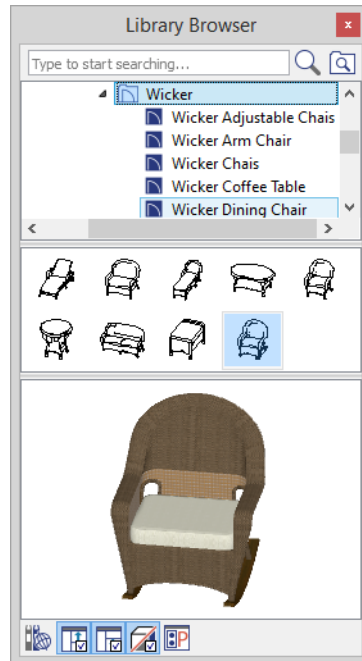 Library Browser
x
Type to start searching...
Wicker
Wicker Adjustable Chais
Wicker Arm Chair
Wicker Chais
Wicker Coffee Table
Wicker Dining Chair
P